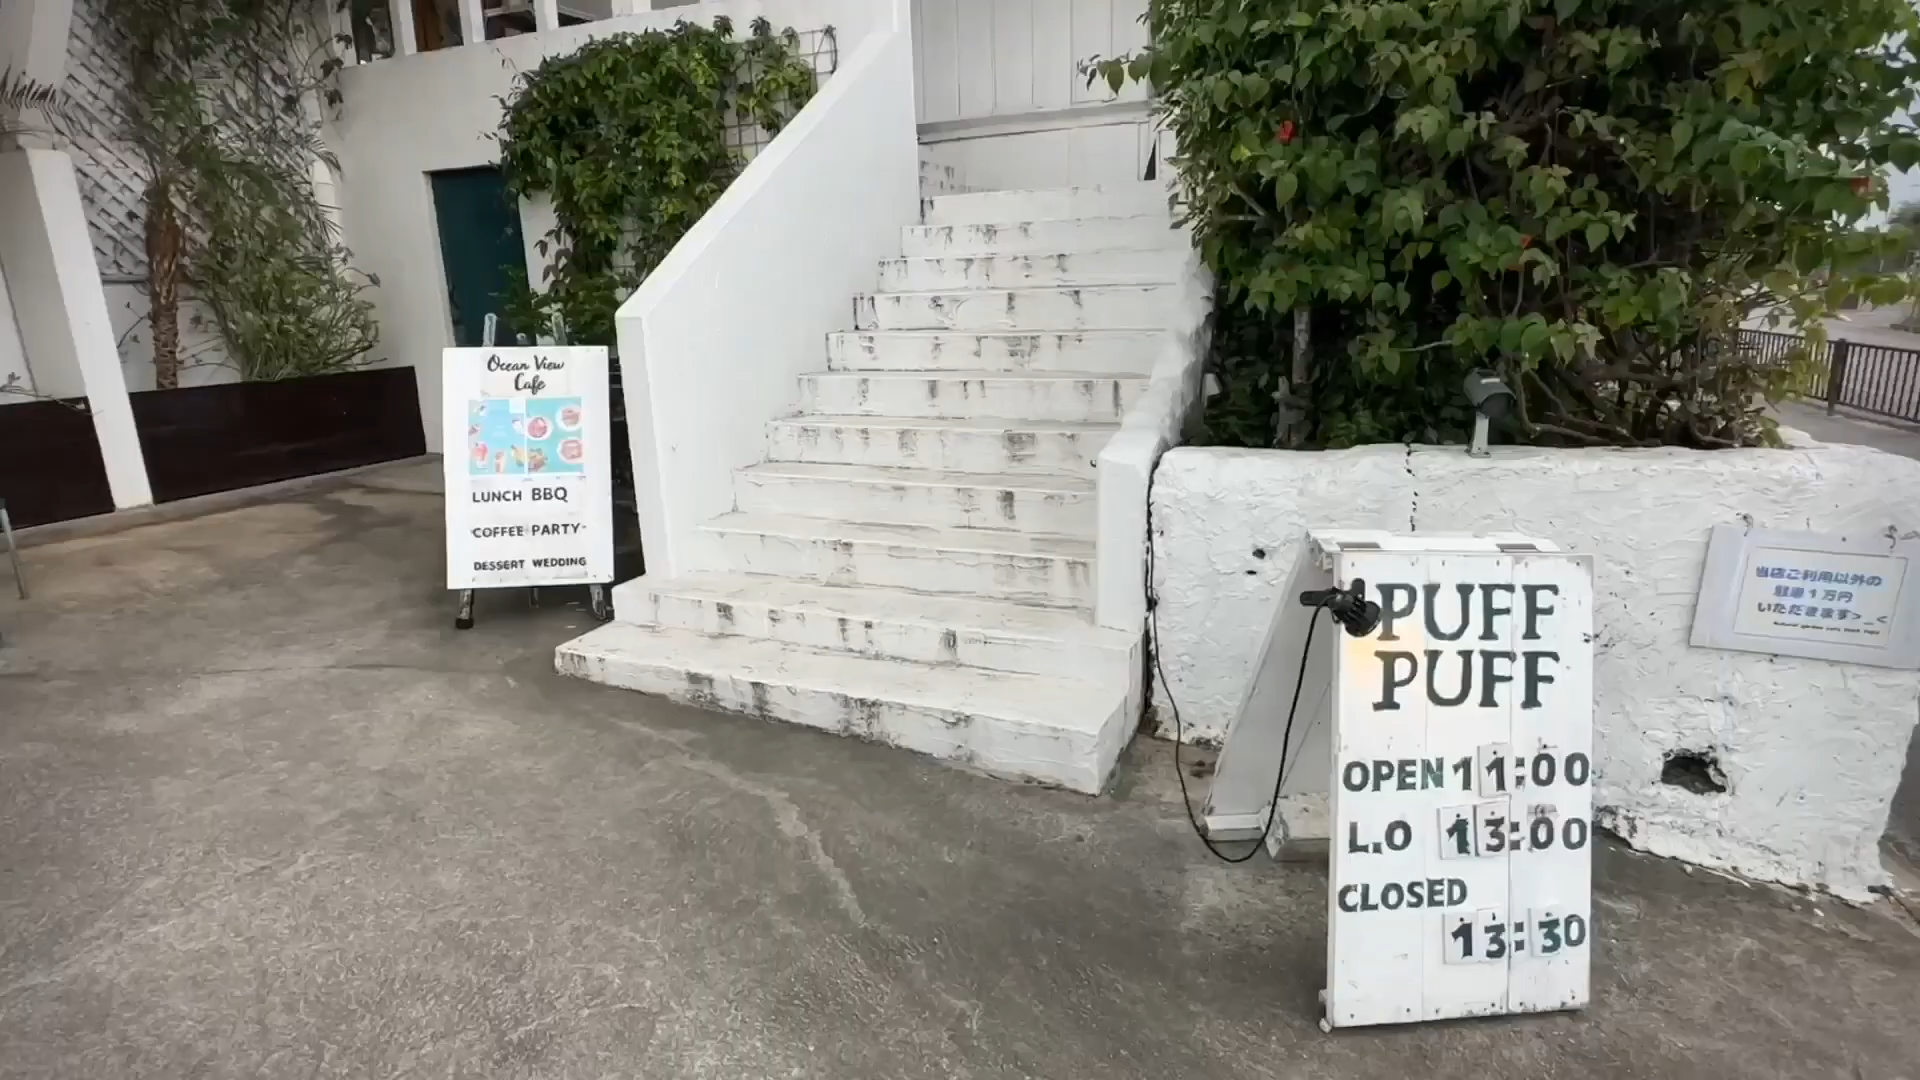 Ocean View
Cafe
LUNCH BBQ
COFFEE PARTY
DESSERT WEDDING
PUFF
PUFF
OPEN 11:00
L.O 13:00
CLOSED
13:30
当店ご利用以外の
駐車1万円
いただきます>_<